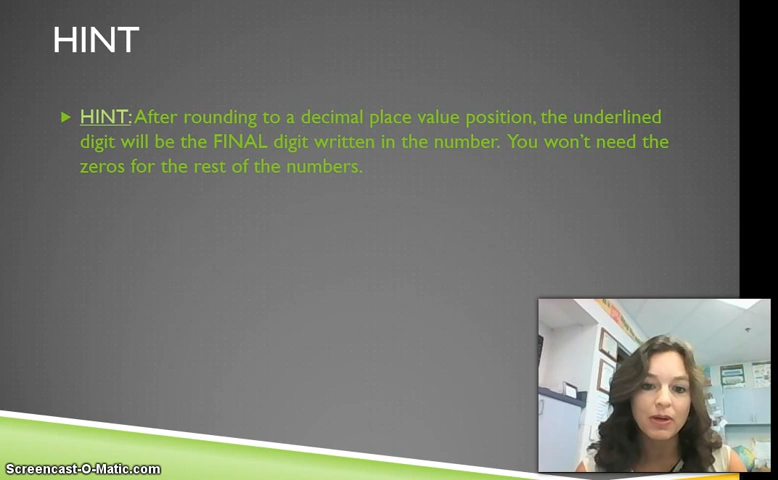 HINT
HINT: After rounding to a decimal place value position, the underlined
digit will be the FINAL digit written in the number. You won't need the
zeros for the rest of the numbers.
Screencast-O-Matic.com